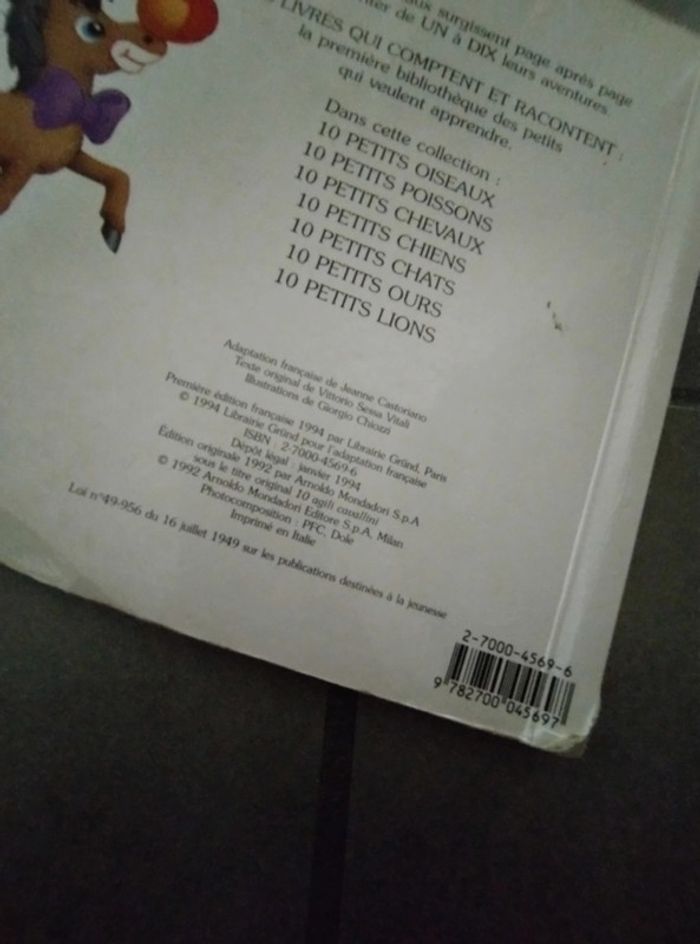 surgissent page après page
de UN à DIX leurs aventures.
LIVRES QUI COMPTENT ET RACONTENT :
la première bibliothèque des petits
qui veulent apprendre.
Dans cette collection :
10 PETITS OISEAUX
10 PETITS POISSONS
10 PETITS CHEVAUX
10 PETITS CHIENS
10 PETITS CHATS
10 PETITS OURS
10 PETITS LIONS
Adaptation française de Jeanne Castoriano
Texte original de Vittorio Sessa Vitali
Illustrations de Giorgio Chiozzi
Première édition française 1994 par Librairie Gründ, Paris
© 1994 Librairie Gründ pour l'adaptation française
ISBN : 2-7000-4569-6
Dépôt légal : janvier 1994
Édition originale 1992 par Arnoldo Mondadori S.p.A
sous le titre original 10 agili cavallini
© 1992 Arnoldo Mondadori Editore S.p.A, Milan
Photocomposition : PFC, Dole
Imprimé en Italie
Loi n°49-956 du 16 juillet 1949 sur les publications destinées à la jeunesse
2-7000-4569-6
9 782700 045697